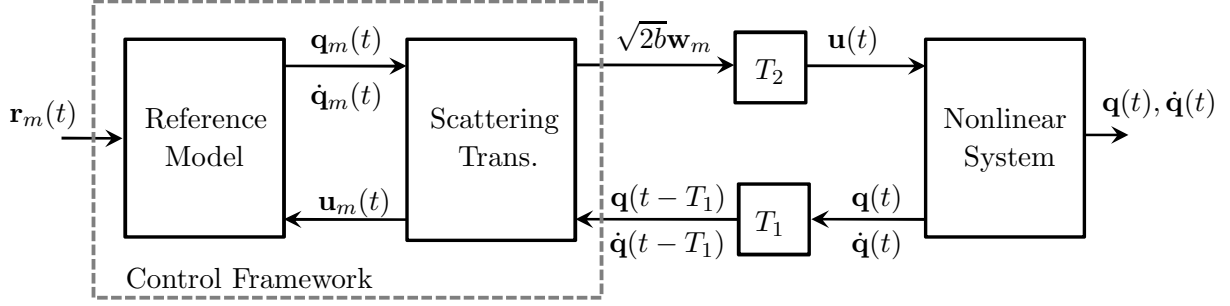 r_m(t)
Reference
Model
q_m(t)
q̇_m(t)
u_m(t)
Scattering
Trans.
Control Framework
√2b w_m
T_2
u(t)
q(t − T_1)
q̇(t − T_1)
T_1
q(t)
q̇(t)
Nonlinear
System
q(t), q̇(t)